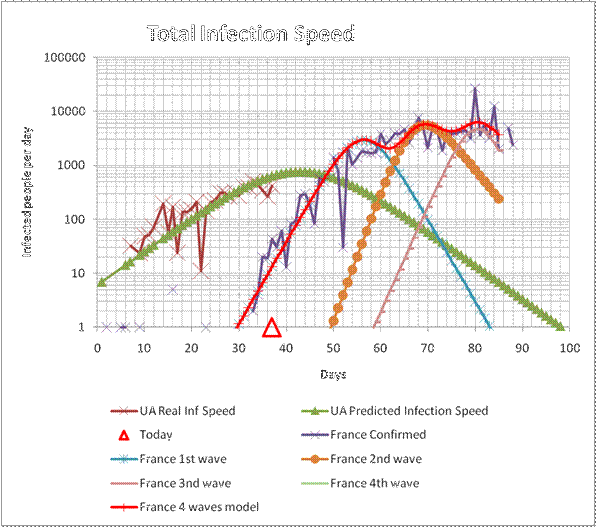 Total Infection Speed
Infected people per day
100000
10000
1000
100
10
1
0 10 20 30 40 50 60 70 80 90 100
Days
UA Real Inf Speed
UA Predicted Infection Speed
Today
France Confirmed
France 1st wave
France 2nd wave
France 3nd wave
France 4th wave
France 4 waves model